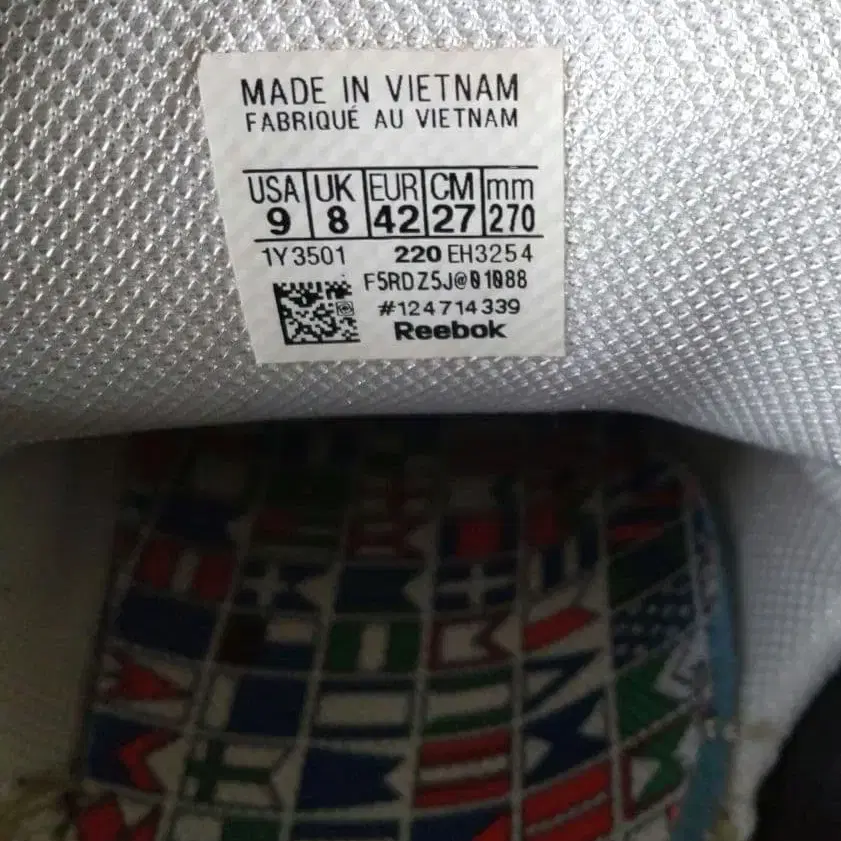 MADE IN VIETNAM
FABRIQUÉ AU VIETNAM
USA UK EUR CM mm
9 8 42 27 270
1Y3501 220 EH3254
F5RDZ5J@01088
#124714339
Reebok